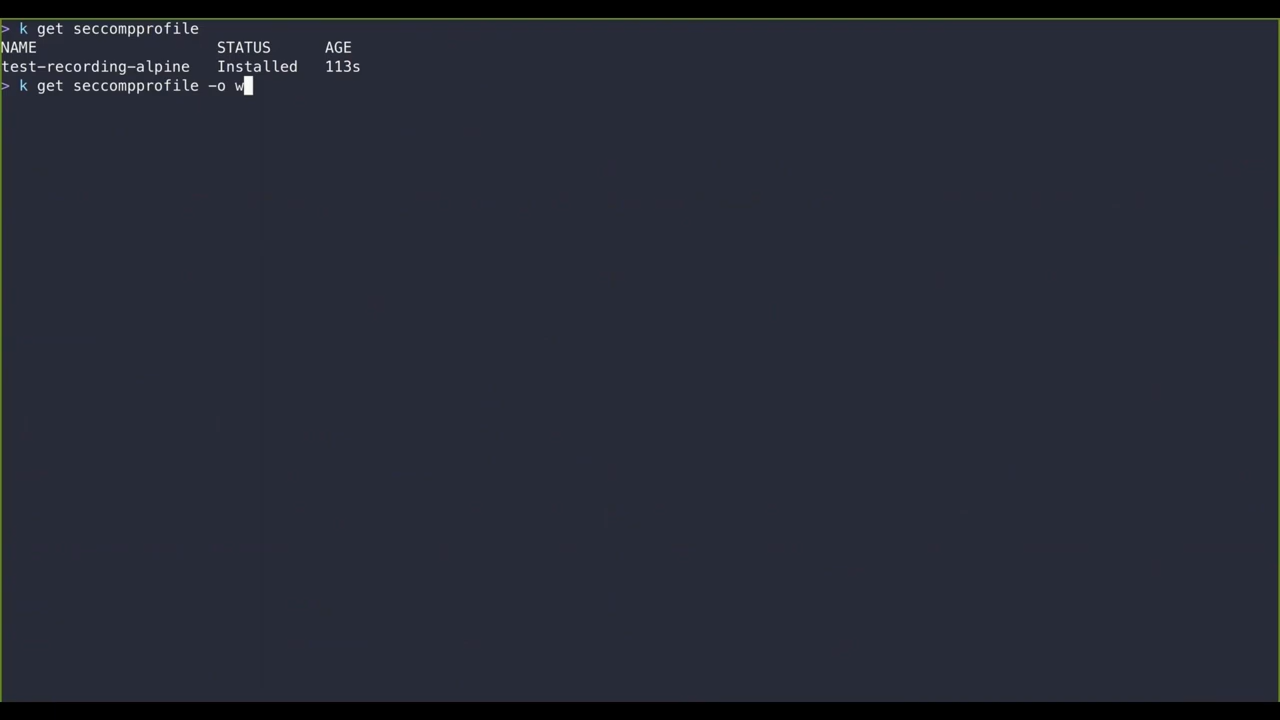 > k get seccompprofile
NAME STATUS AGE
test-recording-alpine Installed 113s
> k get seccompprofile -o w